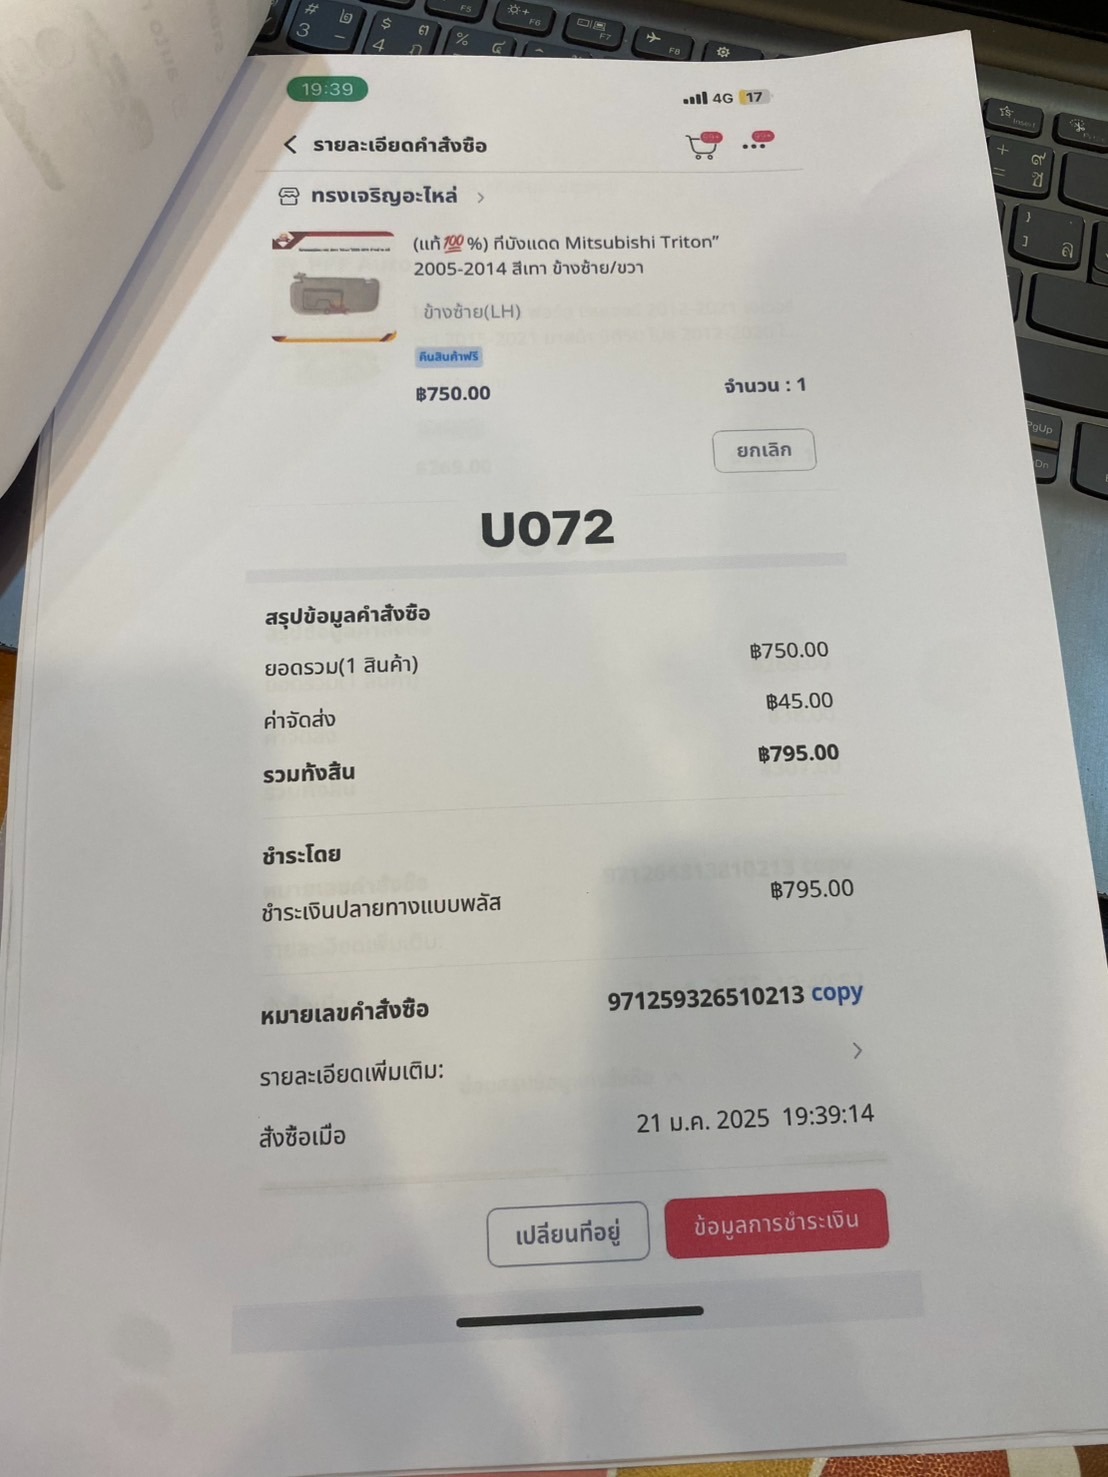 19:39
4G 17
รายละเอียดคำสั่งซื้อ
ทรงเจริญอะไหล่
(แท้💯%) ที่บังแดด Mitsubishi Triton”
2005-2014 สีเทา ข้างซ้าย/ขวา
ข้างซ้าย(LH)
คืนสินค้าฟรี
฿750.00
จำนวน : 1
ยกเลิก
U072
สรุปข้อมูลคำสั่งซื้อ
ยอดรวม(1 สินค้า) ฿750.00
ค่าจัดส่ง ฿45.00
รวมทั้งสิ้น ฿795.00
ชำระโดย
ชำระเงินปลายทางแบบพลัส ฿795.00
หมายเลขคำสั่งซื้อ 971259326510213 copy
รายละเอียดเพิ่มเติม:
สั่งซื้อเมื่อ 21 ม.ค. 2025 19:39:14
เปลี่ยนที่อยู่
ข้อมูลการชำระเงิน